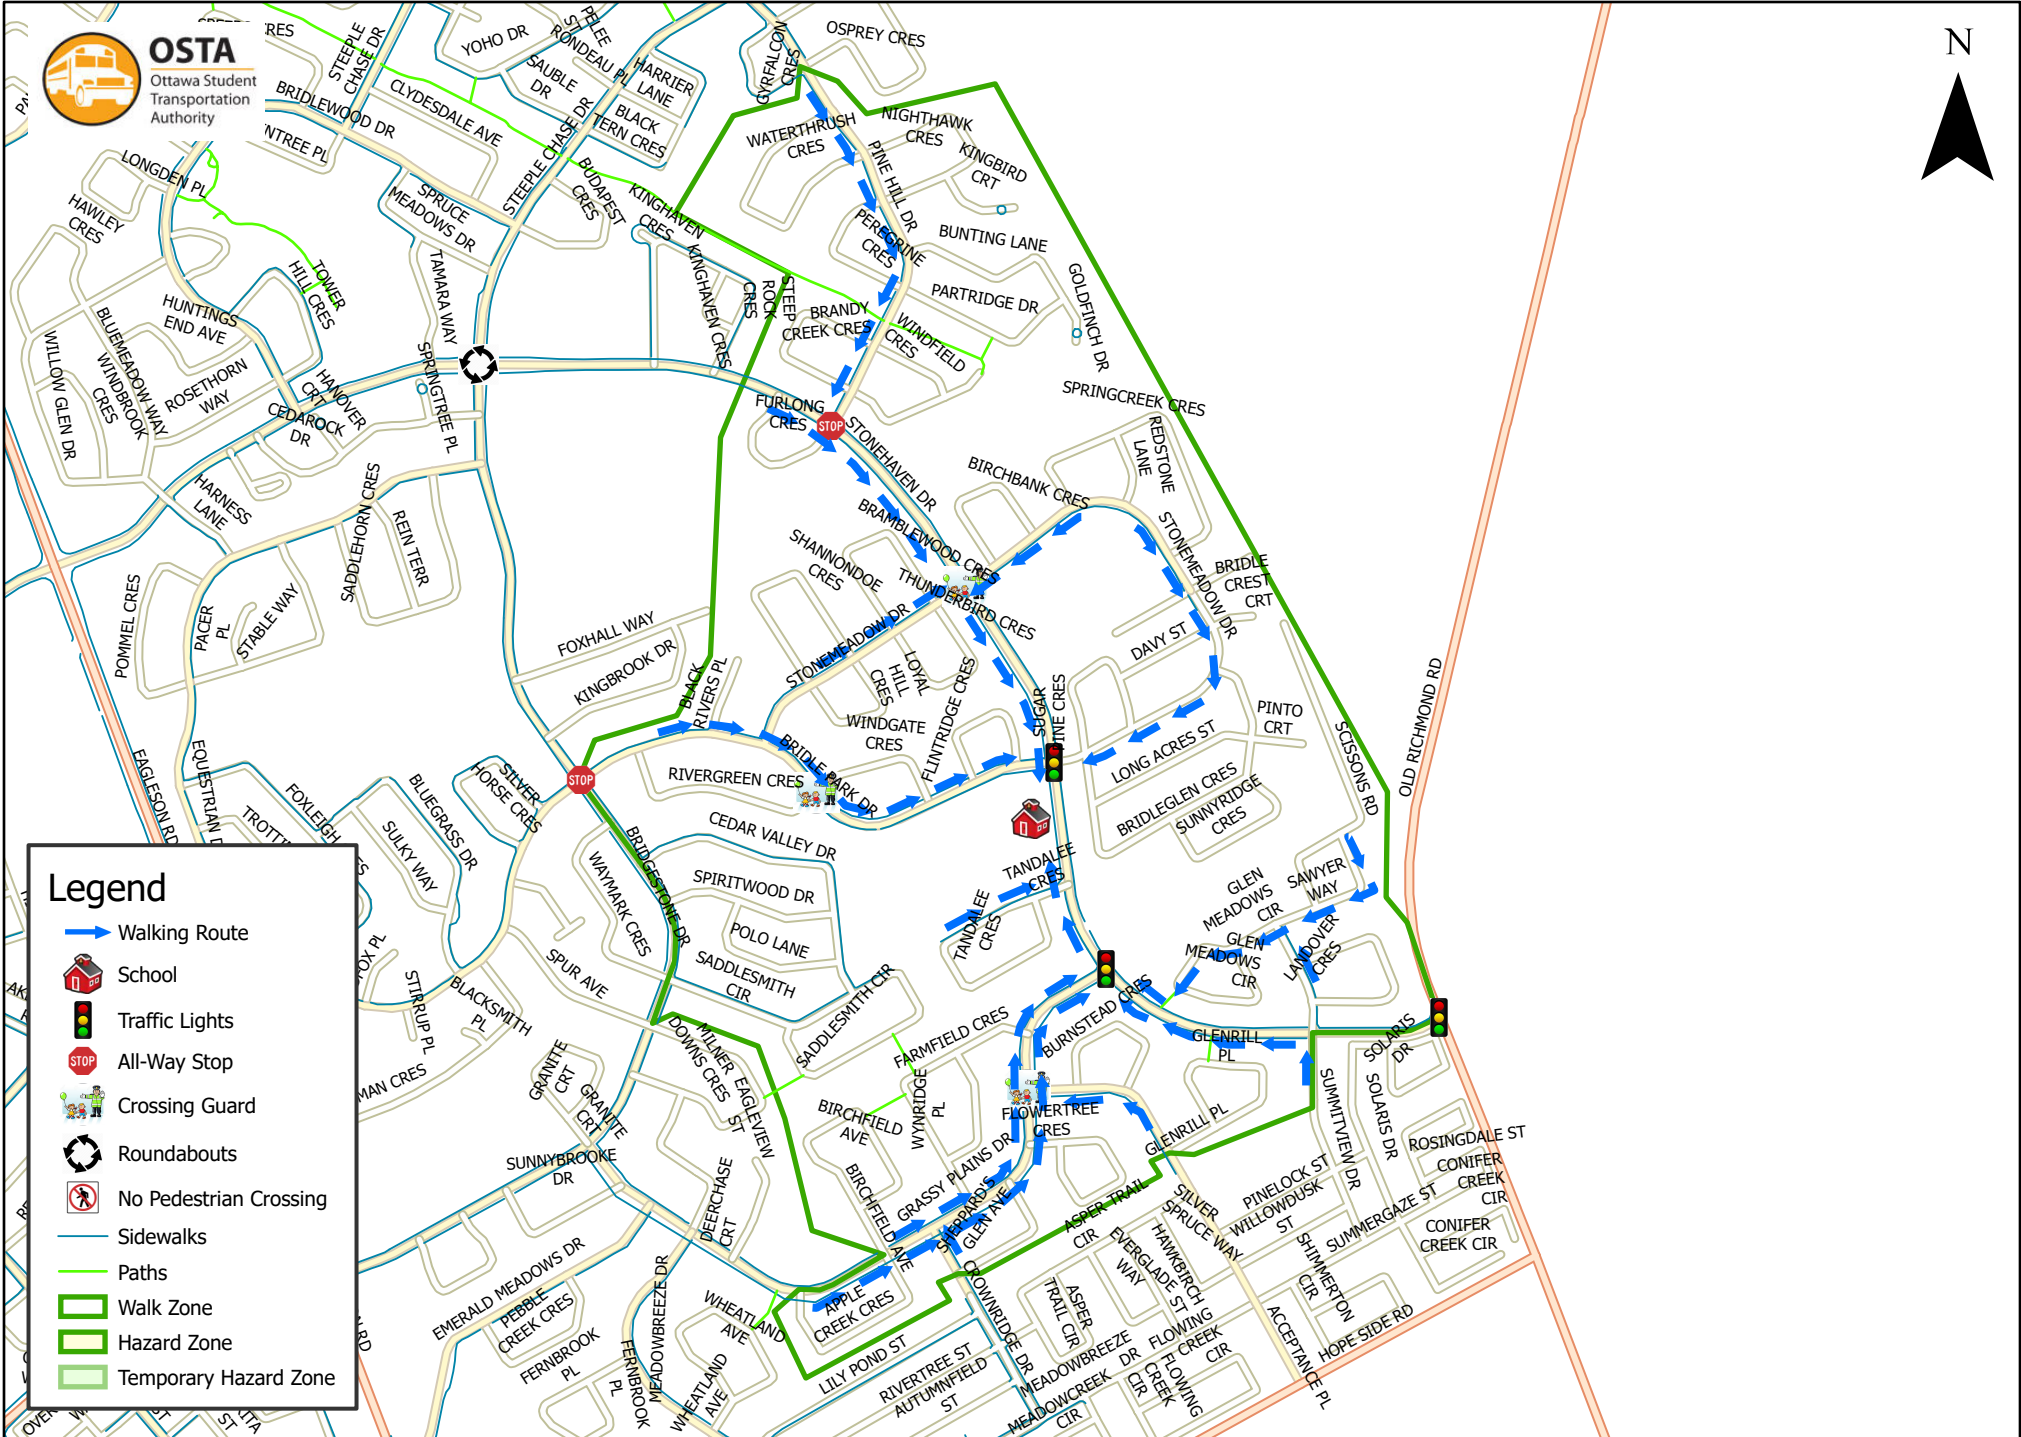 OSTA
Ottawa Student
Transportation
Authority
N
STEEPLE
CHASE DR
YOHO DR
PELEE
ST
RONDEAU PL
SAUBLE
DR
HARRIER
LANE
BLACK
TERN CRES
GYRFALCON
CRES
OSPREY CRES
BRIDLEWOOD DR
CLYDESDALE AVE
STEEPLE CHASE DR
WATERTHRUSH
CRES
NIGHTHAWK
CRES
KINGBIRD
CRT
PINE HILL DR
LONGDEN PL
HAWLEY
CRES
SPRUCE
MEADOWS DR
BUDAPEST
CRES
KINGHAVEN
CRES
PEREGRINE
CRES
BUNTING LANE
TOWER
HILL CRES
TAMARA WAY
KINGHAVEN CRES
STEEP
ROCK
CRES
BRANDY
CREEK CRES
PARTRIDGE DR
GOLDFINCH DR
HUNTINGS
END AVE
WINDFIELD
CRES
BLUEMEADOW WAY
WINDBROOK
CRES
WILLOW GLEN DR
ROSETHORN
WAY
HANOVER
CRT
CEDAROCK
DR
SPRINGTREE PL
FURLONG
CRES
STOP
STONEHAVEN DR
SPRINGCREEK CRES
REDSTONE
LANE
BIRCHBANK CRES
HARNESS
LANE
SADDLEHORN CRES
REIN TERR
BRAMBLEWOOD CRES
SHANNONDOE
CRES
THUNDERBIRD CRES
STONEMEADOW DR
BRIDLE
CREST
CRT
POMMEL CRES
PACER
PL
STABLE WAY
FOXHALL WAY
KINGBROOK DR
STONEMEADOW DR
DAVY ST
BLACK
RIVERS PL
LOYAL
HILL
CRES
FLINTRIDGE CRES
WINDGATE
CRES
SUGAR
PINE CRES
PINTO
CRT
LONG ACRES ST
SCISSONS RD
OLD RICHMOND RD
EAGLESON RD
EQUESTRIAN D
SILVER
HORSE CRES
STOP
RIVERGREEN CRES
BRIDLE PARK DR
BRIDLEGLEN CRES
SUNNYRIDGE
CRES
FOXLEIGH
BLUEGRASS DR
SULKY WAY
CEDAR VALLEY DR
BRIDGESTONE DR
WAYMARK CRES
SPIRITWOOD DR
POLO LANE
TANDALEE
CRES
TANDALEE
CRES
GLEN
MEADOWS
CIR
SAWYER
WAY
GLEN
MEADOWS
CIR
LANDOVER
CRES
SPUR AVE
SADDLESMITH
CIR
SADDLESMITH CIR
STIRRUP PL
BLACKSMITH
PL
BURNSTEAD CRES
GLENRILL
PL
SOLARIS
DR
MILNER
DOWNS CRES
EAGLEVIEW
ST
FARMFIELD CRES
WYNRIDGE
PL
GRANITE
CRT
GRANITE
CRT
MAN CRES
BIRCHFIELD
AVE
FLOWERTREE
CRES
GLENRILL PL
SUMMITVIEW DR
SOLARIS DR
ROSINGDALE ST
SUNNYBROOKE
DR
BIRCHFIELD AVE
GRASSY PLAINS DR
SHEPPARD'S
GLEN AVE
ASPER TRAIL
CIR
SILVER
SPRUCE WAY
PINELOCK ST
WILLOWDUSK
ST
CONIFER
CREEK
CIR
SUMMERGAZE ST
CONIFER
CREEK CIR
DEERCHASE
CRT
EVERGLADE
WAY
HAWKBIRCH
ST
SHIMMERTON
CIR
EMERALD MEADOWS DR
PEBBLE
CREEK CRES
MEADOWBREEZE DR
APPLE
CREEK CRES
CROWNRIDGE DR
ASPER
TRAIL CIR
WHEATLAND
AVE
FERNBROOK
PL
FERNBROOK
PL
WHEATLAND
AVE
LILY POND ST
RIVERTREE ST
AUTUMNFIELD
ST
MEADOWBREEZE
DR
MEADOWCREEK
CIR
FLOWING
CREEK
CIR
FLOWING
CREEK
CIR
ACCEPTANCE PL
HOPE SIDE RD
Legend
Walking Route
School
Traffic Lights
STOP
All-Way Stop
Crossing Guard
Roundabouts
No Pedestrian Crossing
Sidewalks
Paths
Walk Zone
Hazard Zone
Temporary Hazard Zone